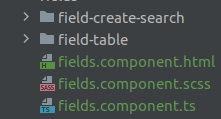 field-create-search
field-table
fields.component.html
fields.component.scss
fields.component.ts